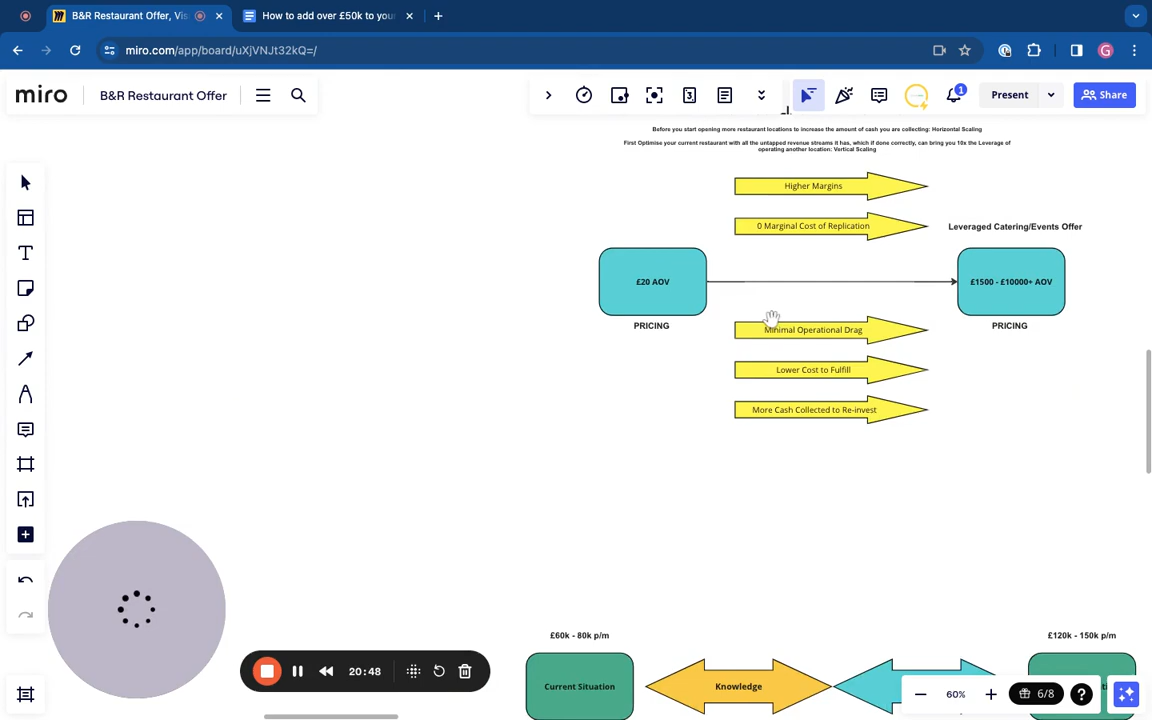 B&R Restaurant Offer, Vis
How to add over £50k to your
miro.com/app/board/uXjVNJt32kQ=/
G
miro
B&R Restaurant Offer
3
1
Present
Share
Before you start opening more restaurant locations to increase the amount of cash you are collecting: Horizontal Scaling
First Optimise your current restaurant with all the untapped revenue streams it has, which if done correctly, can bring you 10x the Leverage of
operating another location: Vertical Scaling
Higher Margins
0 Marginal Cost of Replication
Leveraged Catering/Events Offer
£20 AOV
£1500 - £10000+ AOV
PRICING
PRICING
Minimal Operational Drag
Lower Cost to Fulfill
More Cash Collected to Re-invest
£60k - 80k p/m
£120k - 150k p/m
Current Situation
Knowledge
20:48
60%
6/8
?